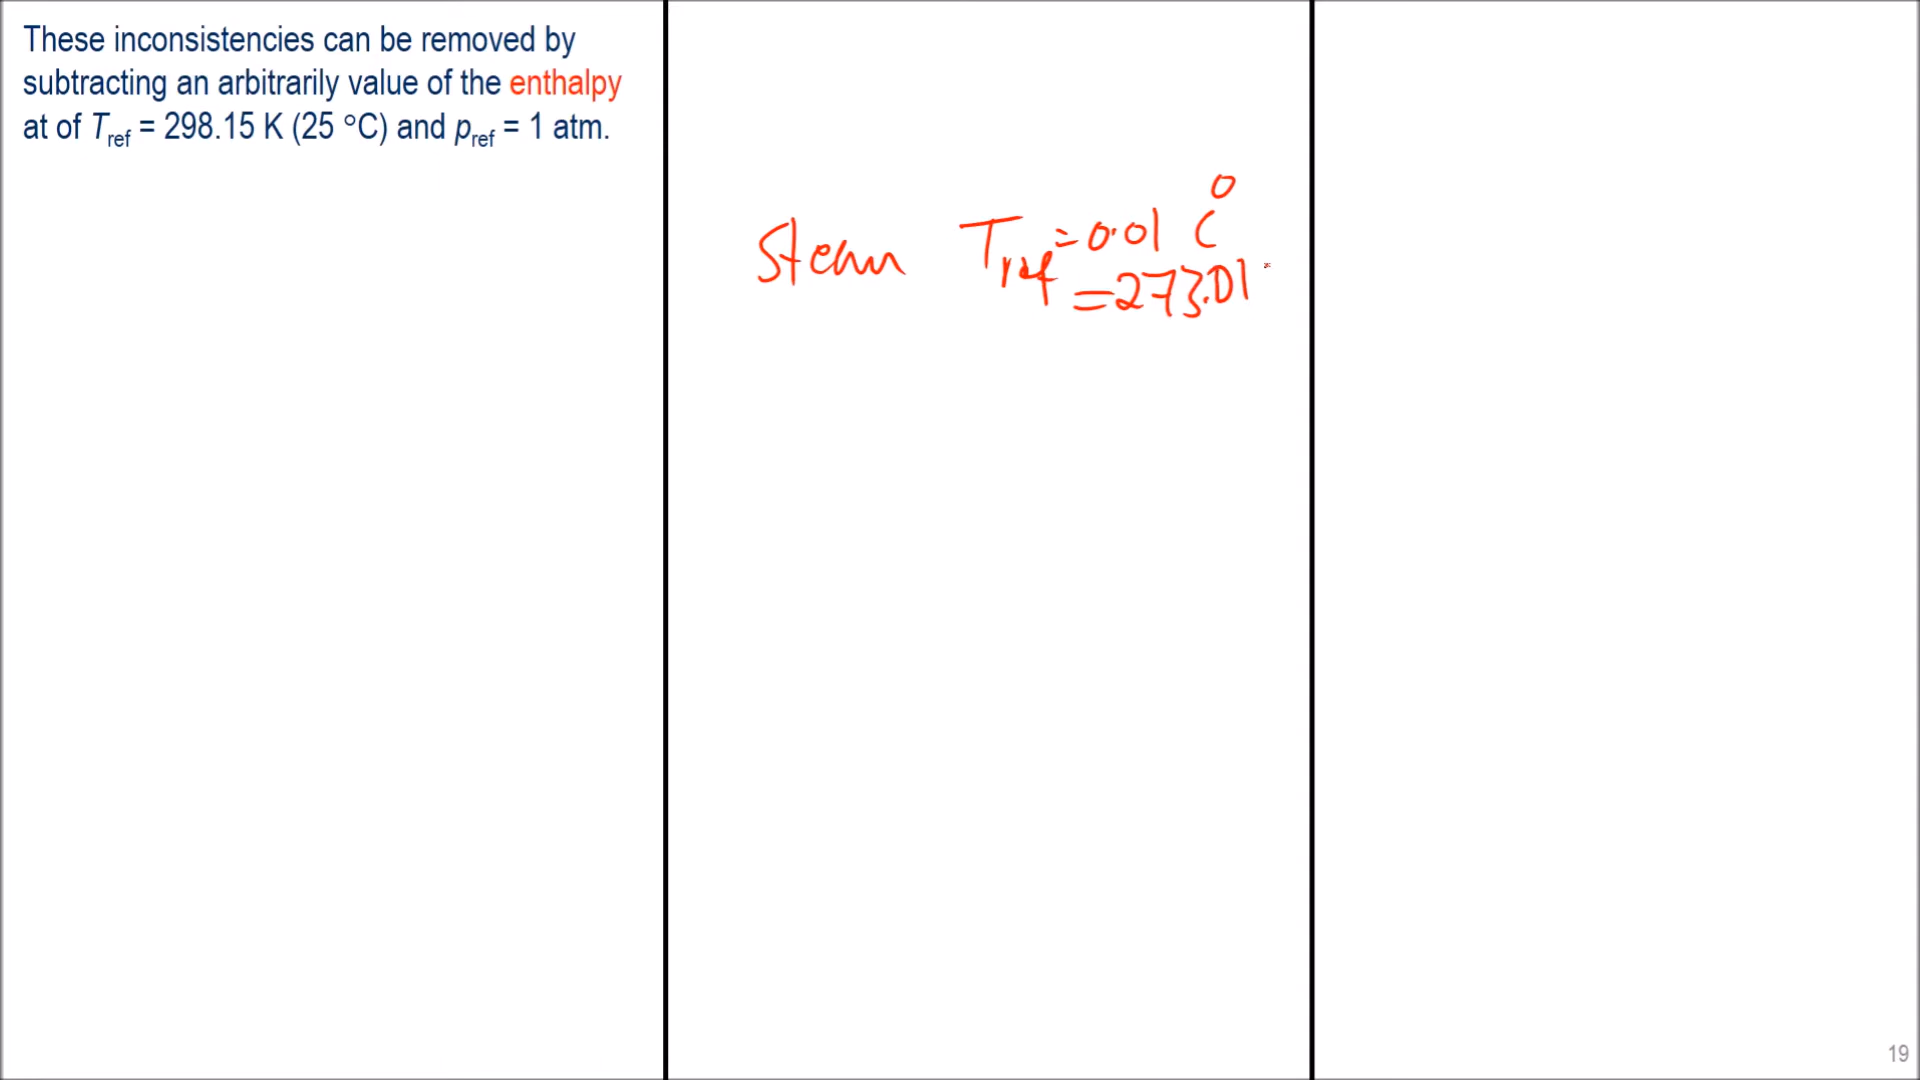 These inconsistencies can be removed by
subtracting an arbitrarily value of the enthalpy
at of Tref = 298.15 K (25 °C) and pref = 1 atm.
Steam Tref = 0.01 °C
= 273.01
19